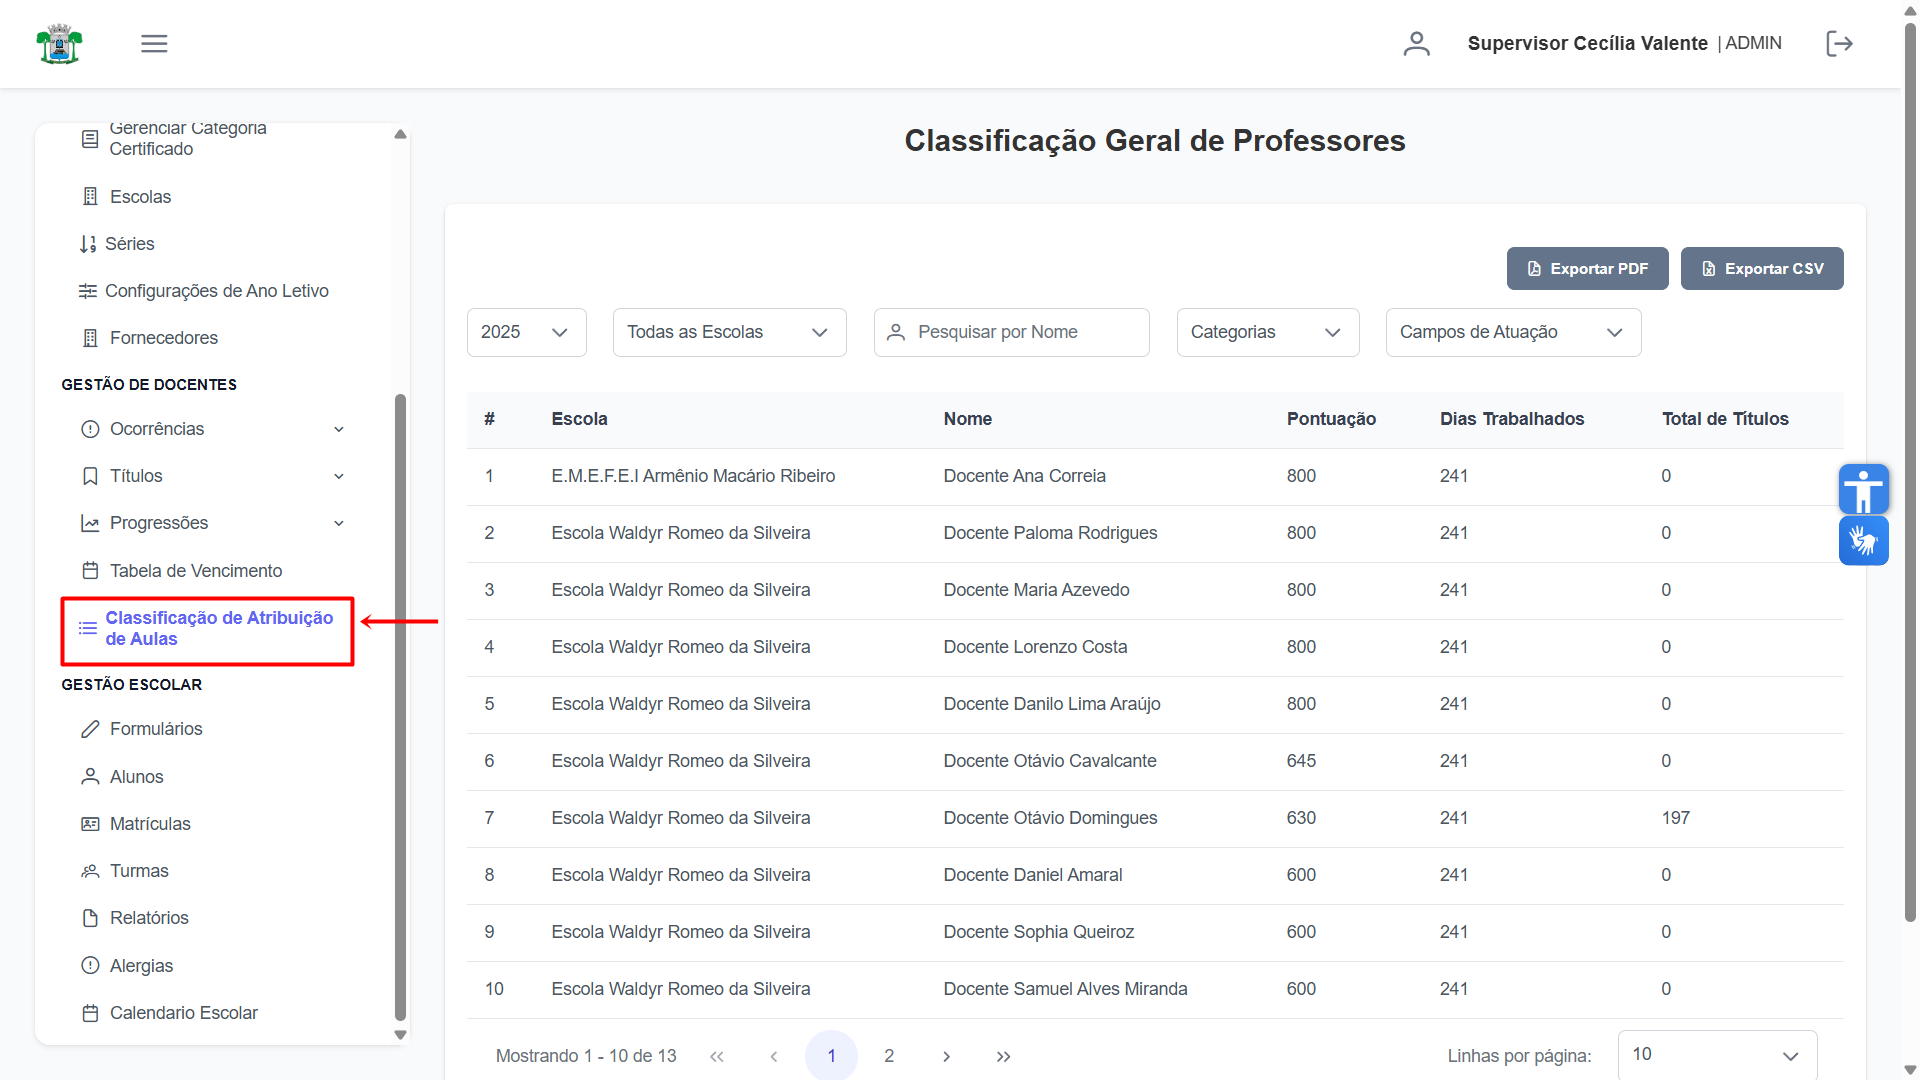 Supervisor Cecília Valente | ADMIN
Gerenciar Categoria
Certificado
Escolas
Séries
Configurações de Ano Letivo
Fornecedores
GESTÃO DE DOCENTES
Ocorrências
Títulos
Progressões
Tabela de Vencimento
Classificação de Atribuição
de Aulas
GESTÃO ESCOLAR
Formulários
Alunos
Matrículas
Turmas
Relatórios
Alergias
Calendario Escolar
Classificação Geral de Professores
Exportar PDF Exportar CSV
2025 Todas as Escolas Pesquisar por Nome Categorias Campos de Atuação
# Escola Nome Pontuação Dias Trabalhados Total de Títulos
1 E.M.E.F.E.I Armênio Macário Ribeiro Docente Ana Correia 800 241 0
2 Escola Waldyr Romeo da Silveira Docente Paloma Rodrigues 800 241 0
3 Escola Waldyr Romeo da Silveira Docente Maria Azevedo 800 241 0
4 Escola Waldyr Romeo da Silveira Docente Lorenzo Costa 800 241 0
5 Escola Waldyr Romeo da Silveira Docente Danilo Lima Araújo 800 241 0
6 Escola Waldyr Romeo da Silveira Docente Otávio Cavalcante 645 241 0
7 Escola Waldyr Romeo da Silveira Docente Otávio Domingues 630 241 197
8 Escola Waldyr Romeo da Silveira Docente Daniel Amaral 600 241 0
9 Escola Waldyr Romeo da Silveira Docente Sophia Queiroz 600 241 0
10 Escola Waldyr Romeo da Silveira Docente Samuel Alves Miranda 600 241 0
Mostrando 1 - 10 de 13 « ‹ 1 2 › » Linhas por página: 10